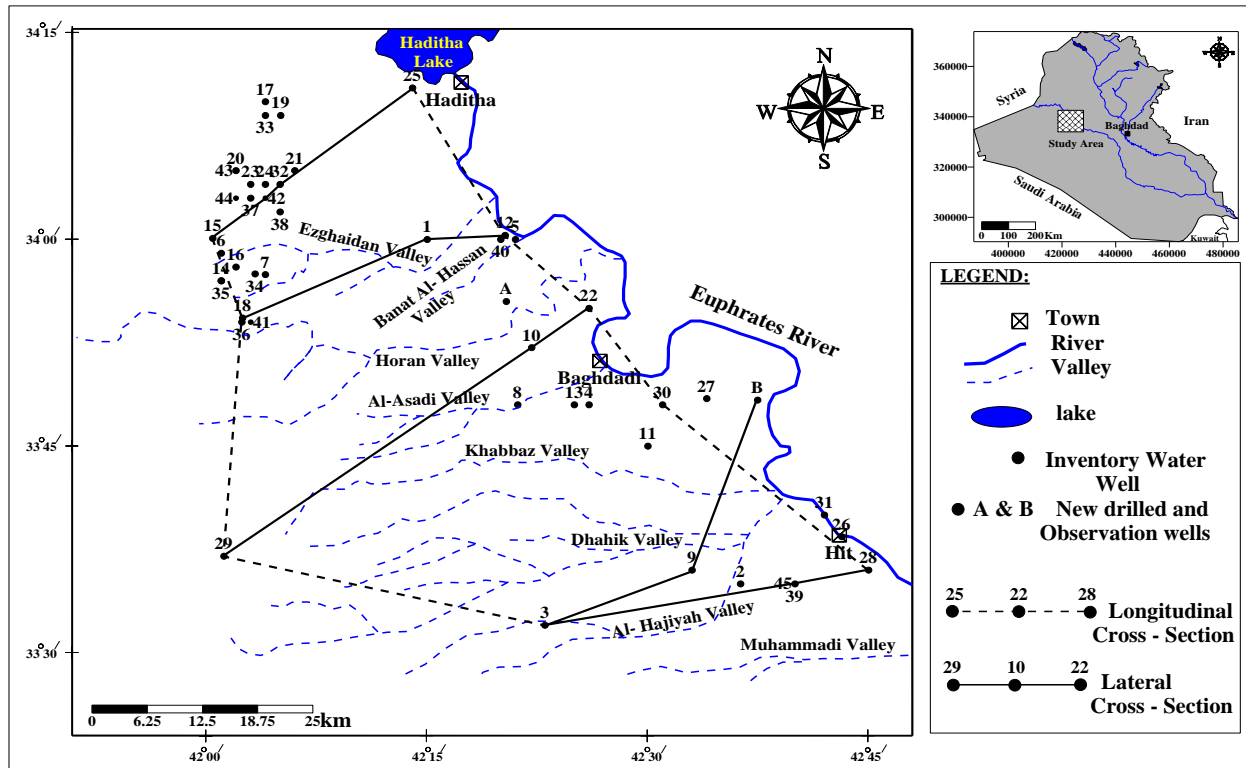 34°15′
34°00′
33°45′
33°30′
42°00′
42°15′
42°30′
42°45′
Haditha
Lake
25
Haditha
17
19
33
20
43
23
24
32
21
44
37
42
38
15
6
16
14
35
7
34
18
36
41
Ezghaidan Valley
1
12
5
40
Banat Al- Hassan
Valley
A
22
10
Horan Valley
Euphrates River
Baghdadi
Al-Asadi Valley
8
13
4
30
27
B
11
Khabbaz Valley
31
26
Hit
Dhahik Valley
29
9
2
45
39
28
3
Al- Hajiyah Valley
Muhammadi Valley
N
W
E
S
0
6.25
12.5
18.75
25
km
360000
340000
320000
300000
400000
420000
440000
460000
480000
Syria
Iran
Baghdad
Study Area
Saudi Arabia
Kuwait
0
100
200
Km
LEGEND:
Town
River
Valley
lake
Inventory Water
Well
A & B New drilled and
Observation wells
25 22 28
Longitudinal
Cross - Section
29 10 22
Lateral
Cross - Section